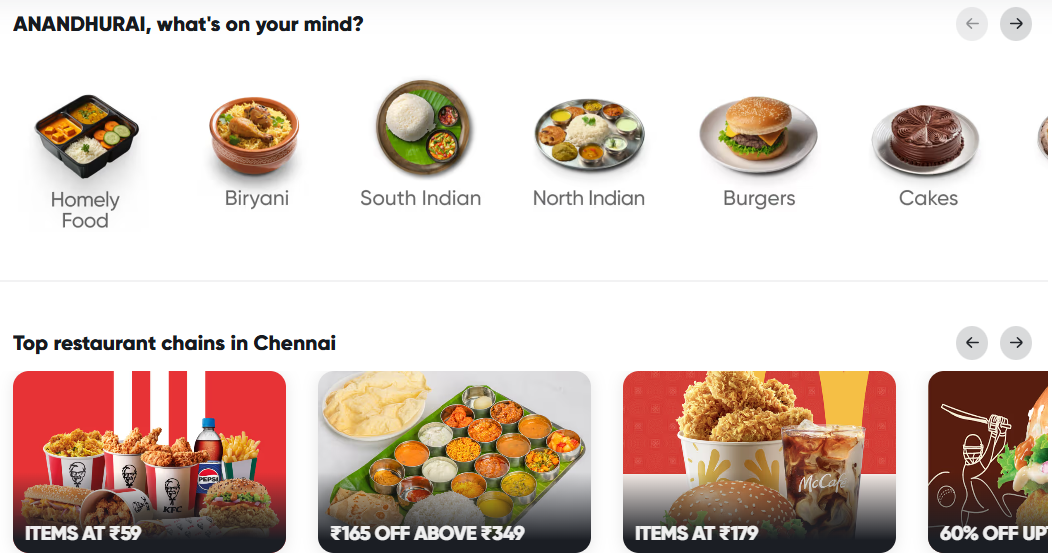 ANANDHURAI, what's on your mind?
Homely
Food
Biryani
South Indian
North Indian
Burgers
Cakes
Top restaurant chains in Chennai
KFC
PEPSI
McCafé
ITEMS AT ₹59
₹165 OFF ABOVE ₹349
ITEMS AT ₹179
60% OFF UP